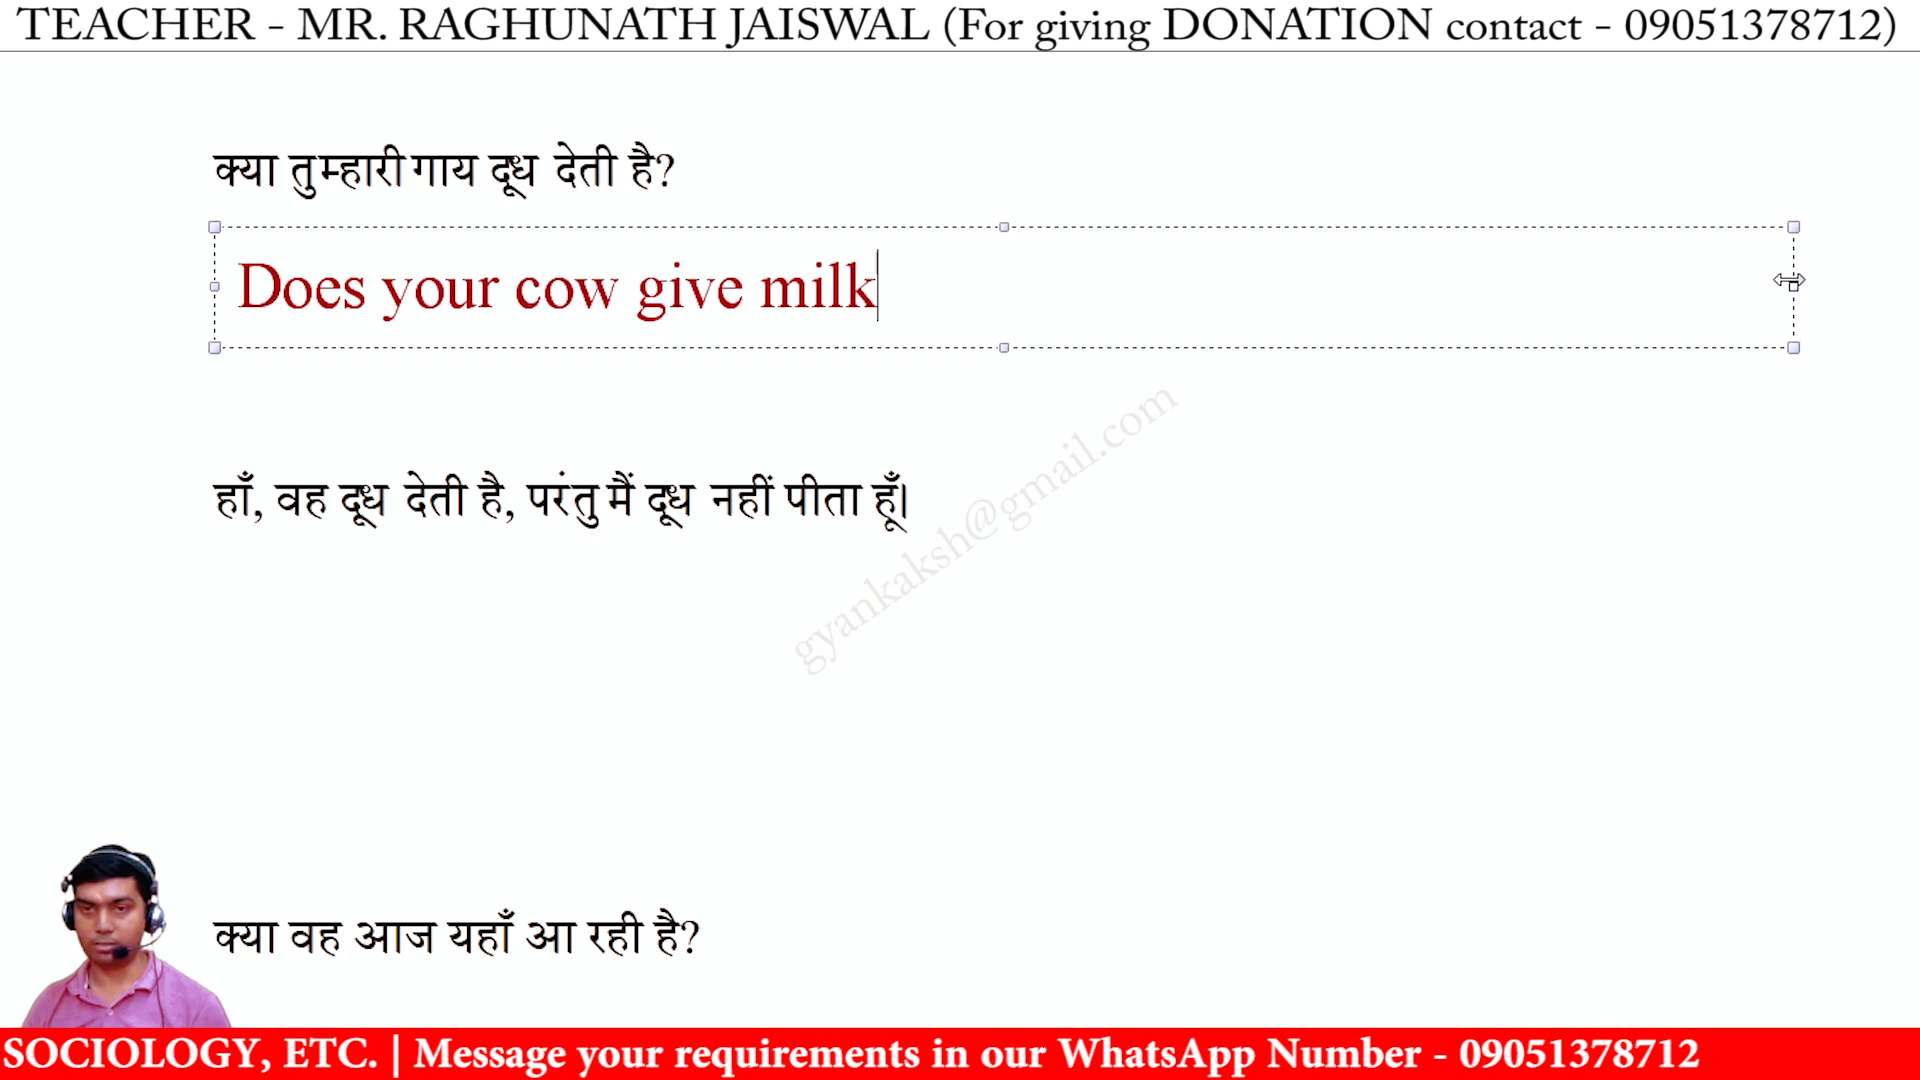 TEACHER - MR. RAGHUNATH JAISWAL (For giving DONATION contact - 09051378712)
क्या तुम्हारी गाय दूध देती है?
Does your cow give milk
हाँ, वह दूध देती है, परंतु मैं दूध नहीं पीता हूँ।
gyankaksh@gmail.com
क्या वह आज यहाँ आ रही है?
SOCIOLOGY, ETC. | Message your requirements in our WhatsApp Number - 09051378712